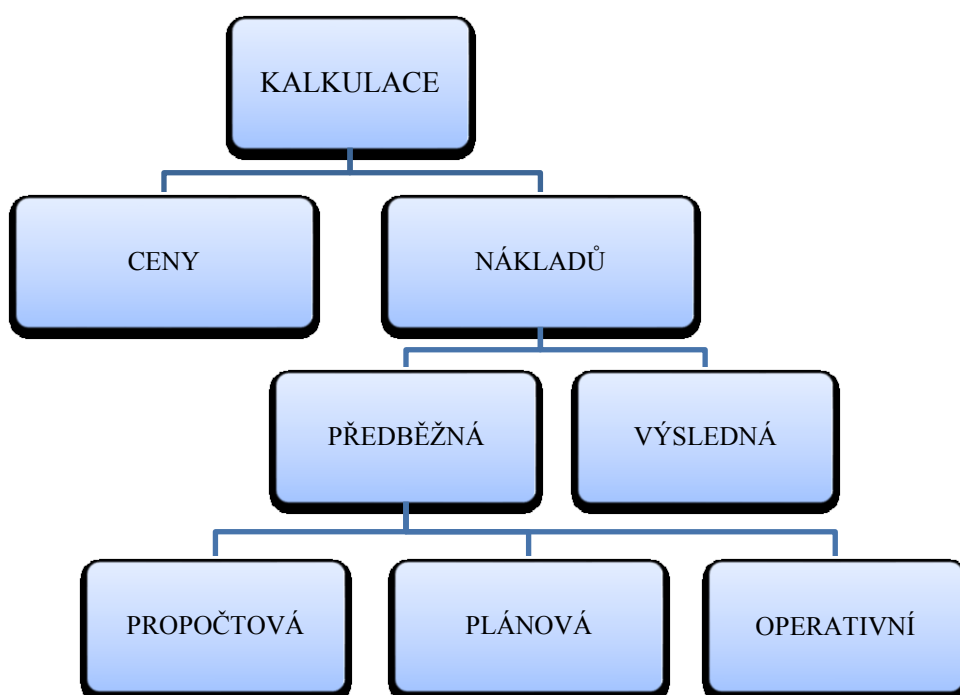 KALKULACE
CENY
NÁKLADŮ
PŘEDBĚŽNÁ
VÝSLEDNÁ
PROPOČTOVÁ
PLÁNOVÁ
OPERATIVNÍ